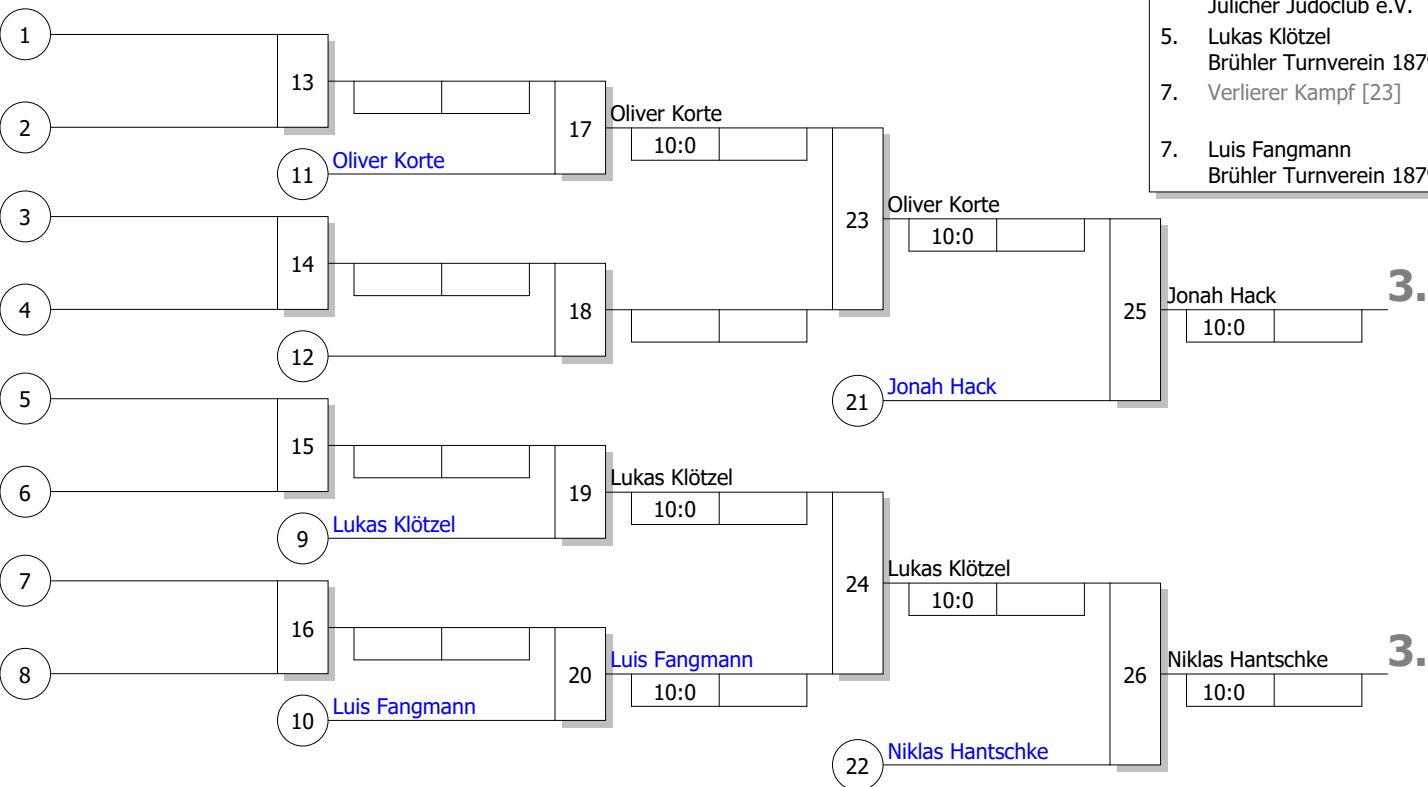 Jülicher Judoclub e.V.
5. Lukas Klötzel
Brühler Turnverein 1879
7. Verlierer Kampf [23]
7. Luis Fangmann
Brühler Turnverein 1879
1
13
2
17
Oliver Korte
10:0
11
Oliver Korte
3
23
Oliver Korte
10:0
14
4
18
25
Jonah Hack
10:0
3.
12
5
21
Jonah Hack
15
6
19
Lukas Klötzel
10:0
9
Lukas Klötzel
7
24
Lukas Klötzel
10:0
16
8
20
Luis Fangmann
10:0
26
Niklas Hantschke
10:0
3.
10
Luis Fangmann
22
Niklas Hantschke